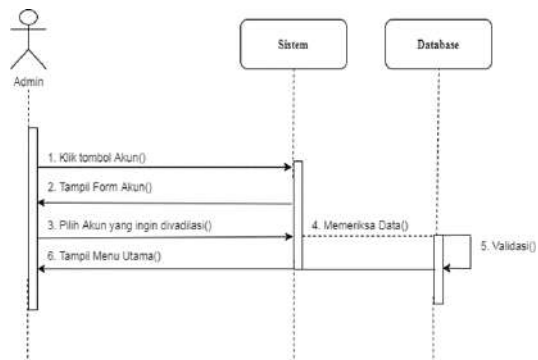 Sistem
Database
Admin
1. Klik tombol Akun()
2. Tampil Form Akun()
3. Pilih Akun yang ingin divadilasi()
4. Memeriksa Data()
5. Validasi()
6. Tampil Menu Utama()